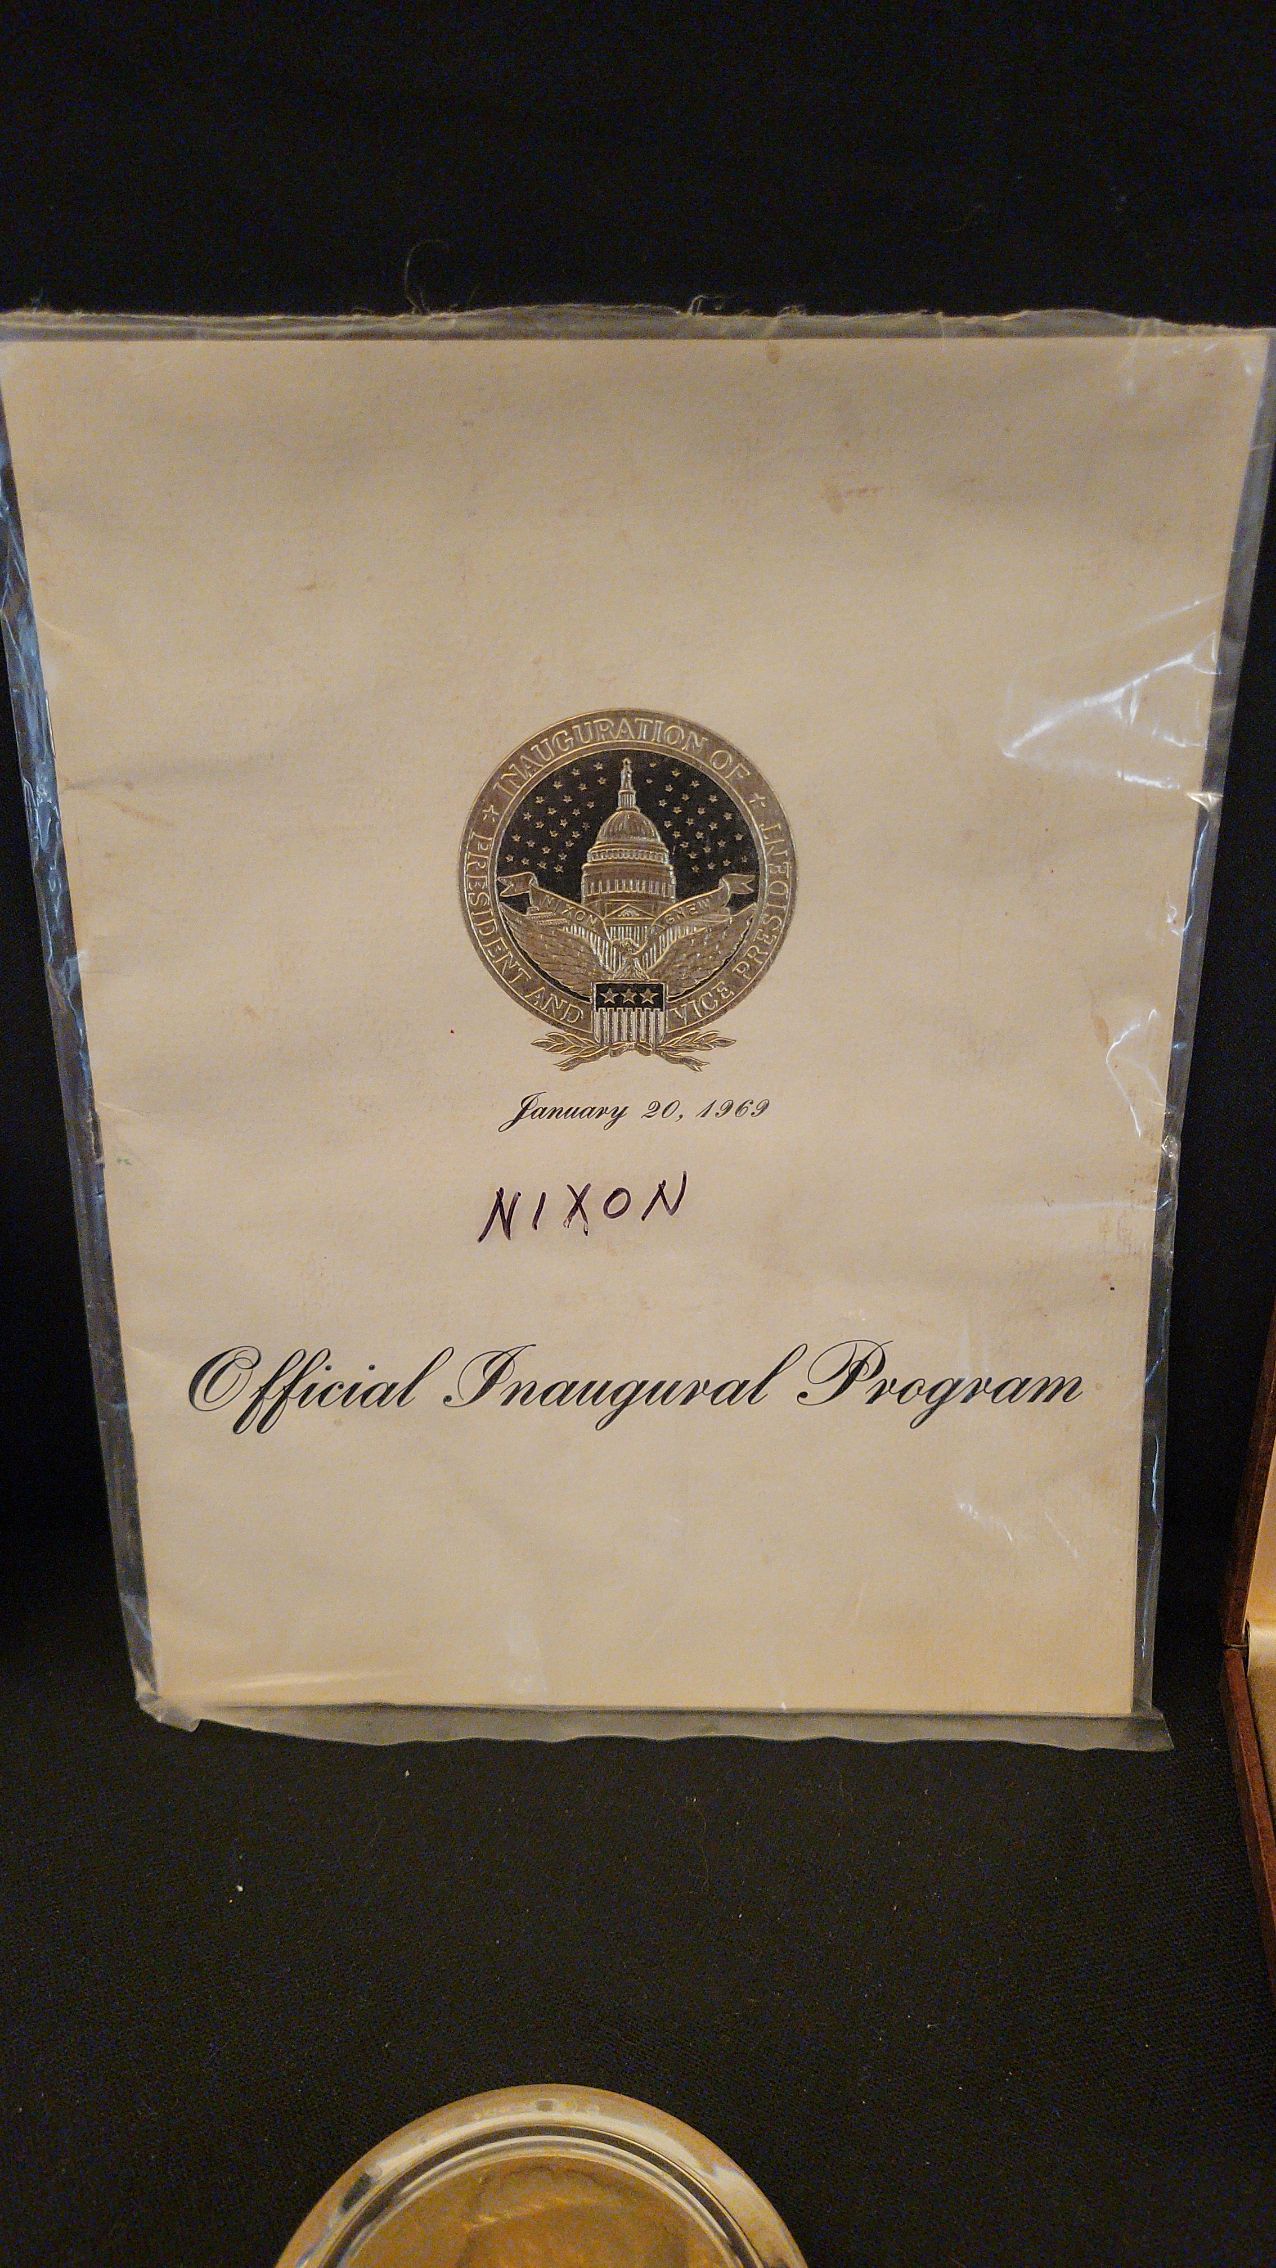 INAUGURATION OF
PRESIDENT AND VICE PRESIDENT
NIXON AGNEW
January 20, 1969
NIXON
Official Inaugural Program